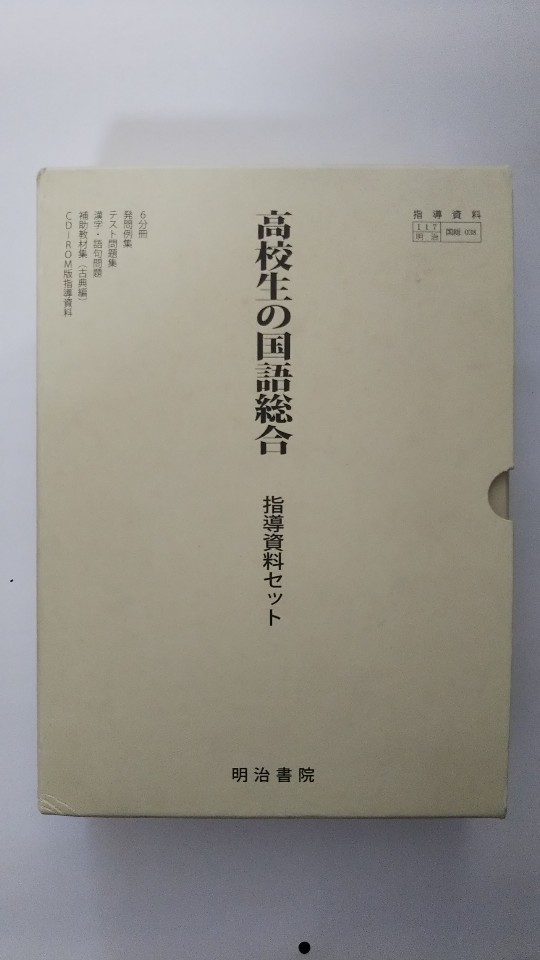 指導資料
117
明治
国総
高校生の国語総合
指導資料セット
6分冊
発問例集
テスト問題集
漢字・語句問題
補助教材集（古典編）
CD-ROM版指導資料
明治書院